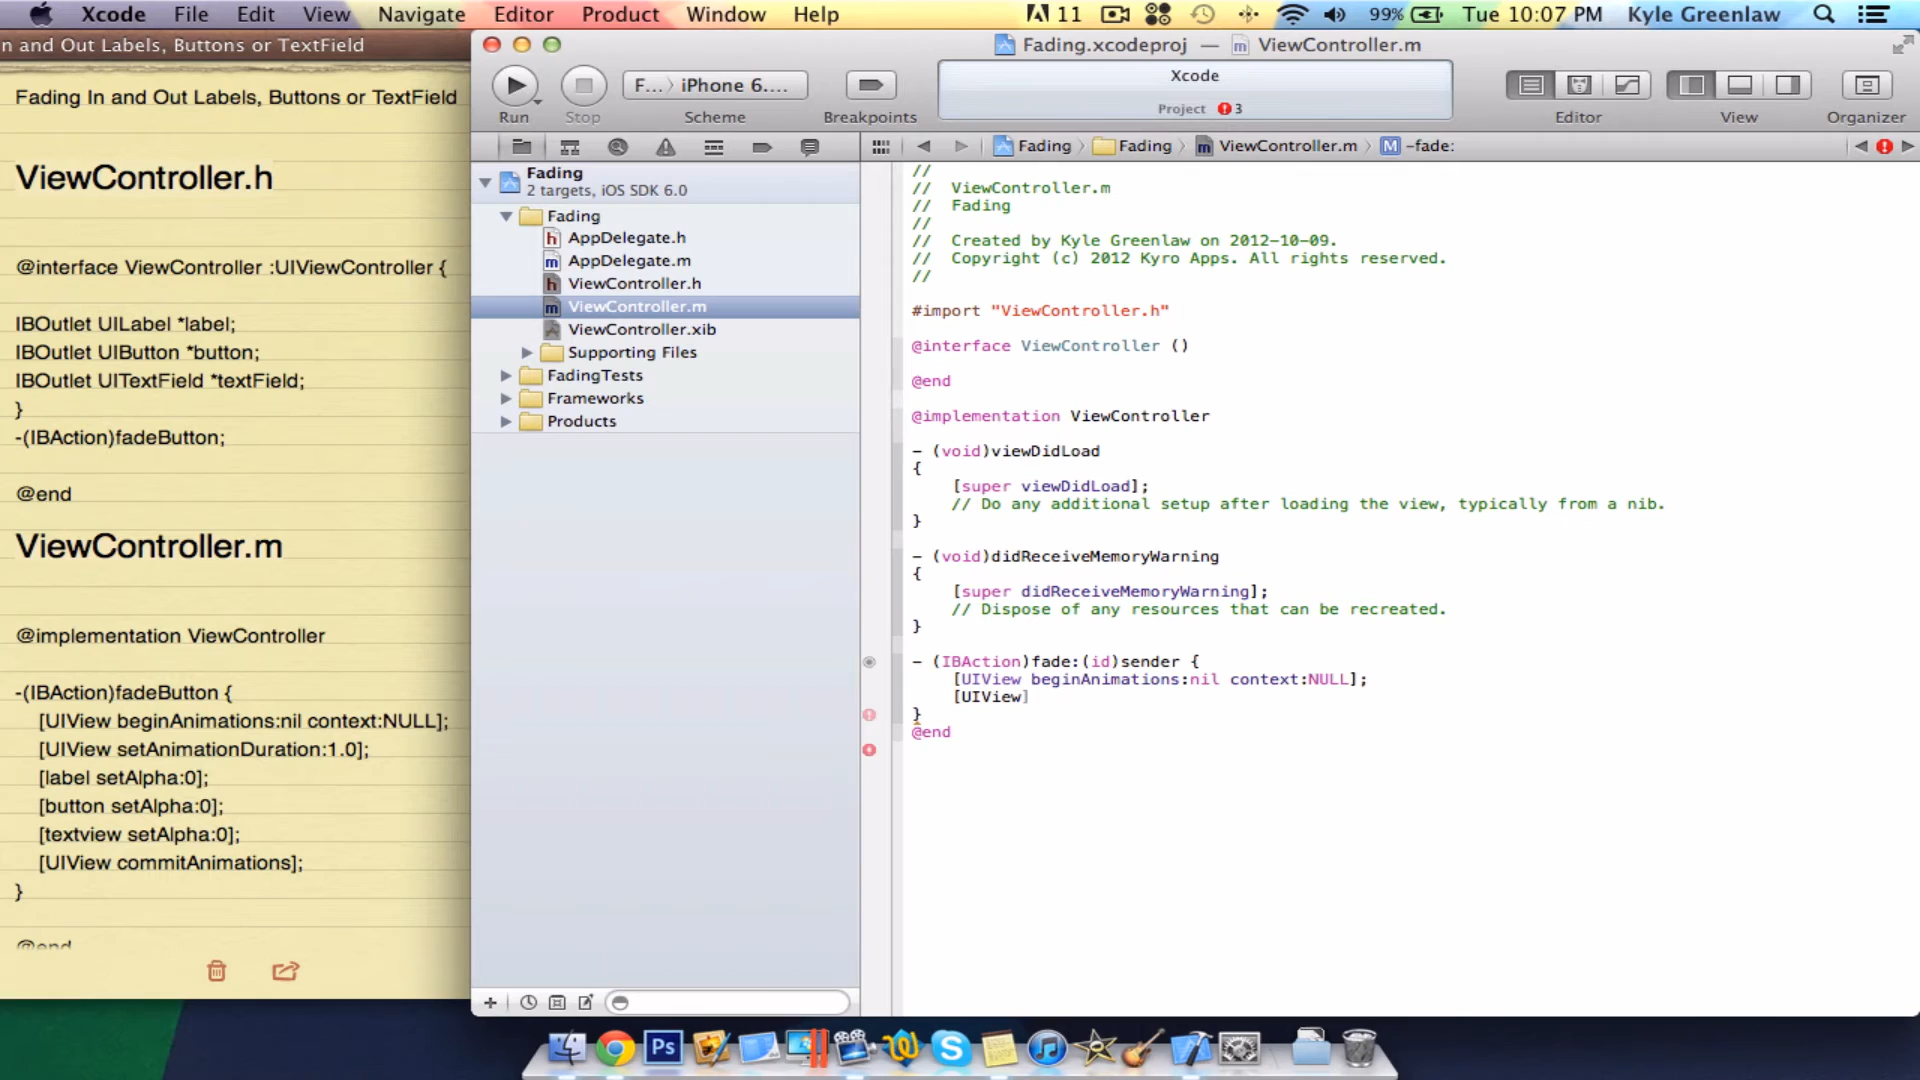 Xcode File Edit View Navigate Editor Product Window Help 11 99% Tue 10:07 PM Kyle Greenlaw
n and Out Labels, Buttons or TextField
Fading In and Out Labels, Buttons or TextField
ViewController.h
@interface ViewController :UIViewController {
IBOutlet UILabel *label;
IBOutlet UIButton *button;
IBOutlet UITextField *textField;
}
-(IBAction)fadeButton;
@end
ViewController.m
@implementation ViewController
-(IBAction)fadeButton {
[UIView beginAnimations:nil context:NULL];
[UIView setAnimationDuration:1.0];
[label setAlpha:0];
[button setAlpha:0];
[textview setAlpha:0];
[UIView commitAnimations];
}
@end
Fading.xcodeproj — ViewController.m
F... iPhone 6....
Xcode
Project 3
Run Stop Scheme Breakpoints Editor View Organizer
Fading Fading ViewController.m M -fade:
Fading
2 targets, iOS SDK 6.0
Fading
h AppDelegate.h
m AppDelegate.m
h ViewController.h
m ViewController.m
ViewController.xib
Supporting Files
FadingTests
Frameworks
Products
//
// ViewController.m
// Fading
//
// Created by Kyle Greenlaw on 2012-10-09.
// Copyright (c) 2012 Kyro Apps. All rights reserved.
//
#import "ViewController.h"
@interface ViewController ()
@end
@implementation ViewController
- (void)viewDidLoad
{
[super viewDidLoad];
// Do any additional setup after loading the view, typically from a nib.
}
- (void)didReceiveMemoryWarning
{
[super didReceiveMemoryWarning];
// Dispose of any resources that can be recreated.
}
- (IBAction)fade:(id)sender {
[UIView beginAnimations:nil context:NULL];
[UIView]
}
@end
Ps